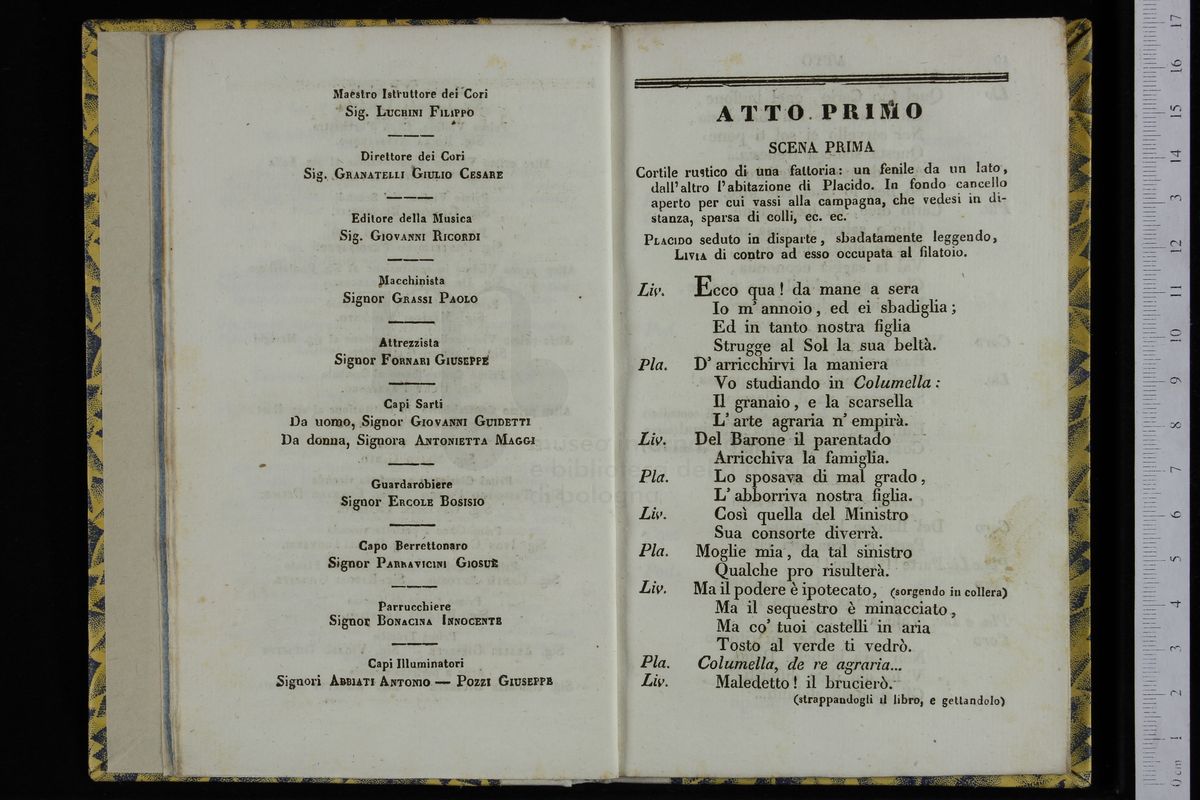 Maestro Istruttore dei Cori
Sig. Luchini Filippo
Direttore dei Cori
Sig. Granatelli Giulio Cesare
Editore della Musica
Sig. Giovanni Ricordi
Macchinista
Signor Grassi Paolo
Attrezzista
Signor Fornari Giuseppe
Capi Sarti
Da uomo, Signor Giovanni Guidetti
Da donna, Signora Antonietta Maggi
Guardarobiere
Signor Ercole Bosisio
Capo Berrettonaro
Signor Parravicini Giosuè
Parrucchiere
Signor Bonacina Innocente
Capi Illuminatori
Signori Abbiati Antonio — Pozzi Giuseppe
ATTO PRIMO
SCENA PRIMA
Cortile rustico di una fattoria: un fenile da un lato,
dall'altro l'abitazione di Placido. In fondo cancello
aperto per cui vassi alla campagna, che vedesi in di-
stanza, sparsa di colli, ec. ec.
Placido seduto in disparte, sbadatamente leggendo,
Livia di contro ad esso occupata al filatoio.
Liv. Ecco qua! da mane a sera
Io m' annoio, ed ei sbadiglia;
Ed in tanto nostra figlia
Strugge al Sol la sua beltà.
Pla. D' arricchirvi la maniera
Vo studiando in Columella:
Il granaio, e la scarsella
L' arte agraria n' empirà.
Liv. Del Barone il parentado
Arricchiva la famiglia.
Pla. Lo sposava di mal grado,
L' abborriva nostra figlia.
Liv. Così quella del Ministro
Sua consorte diverrà.
Pla. Moglie mia, da tal sinistro
Qualche pro risulterà.
Liv. Ma il podere è ipotecato, (sorgendo in collera)
Ma il sequestro è minacciato,
Ma co' tuoi castelli in aria
Tosto al verde ti vedrò.
Pla. Columella, de re agraria...
Liv. Maledetto! il brucierò.
(strappandogli il libro, e gettandolo)
museo
e biblioteca della
di bologna